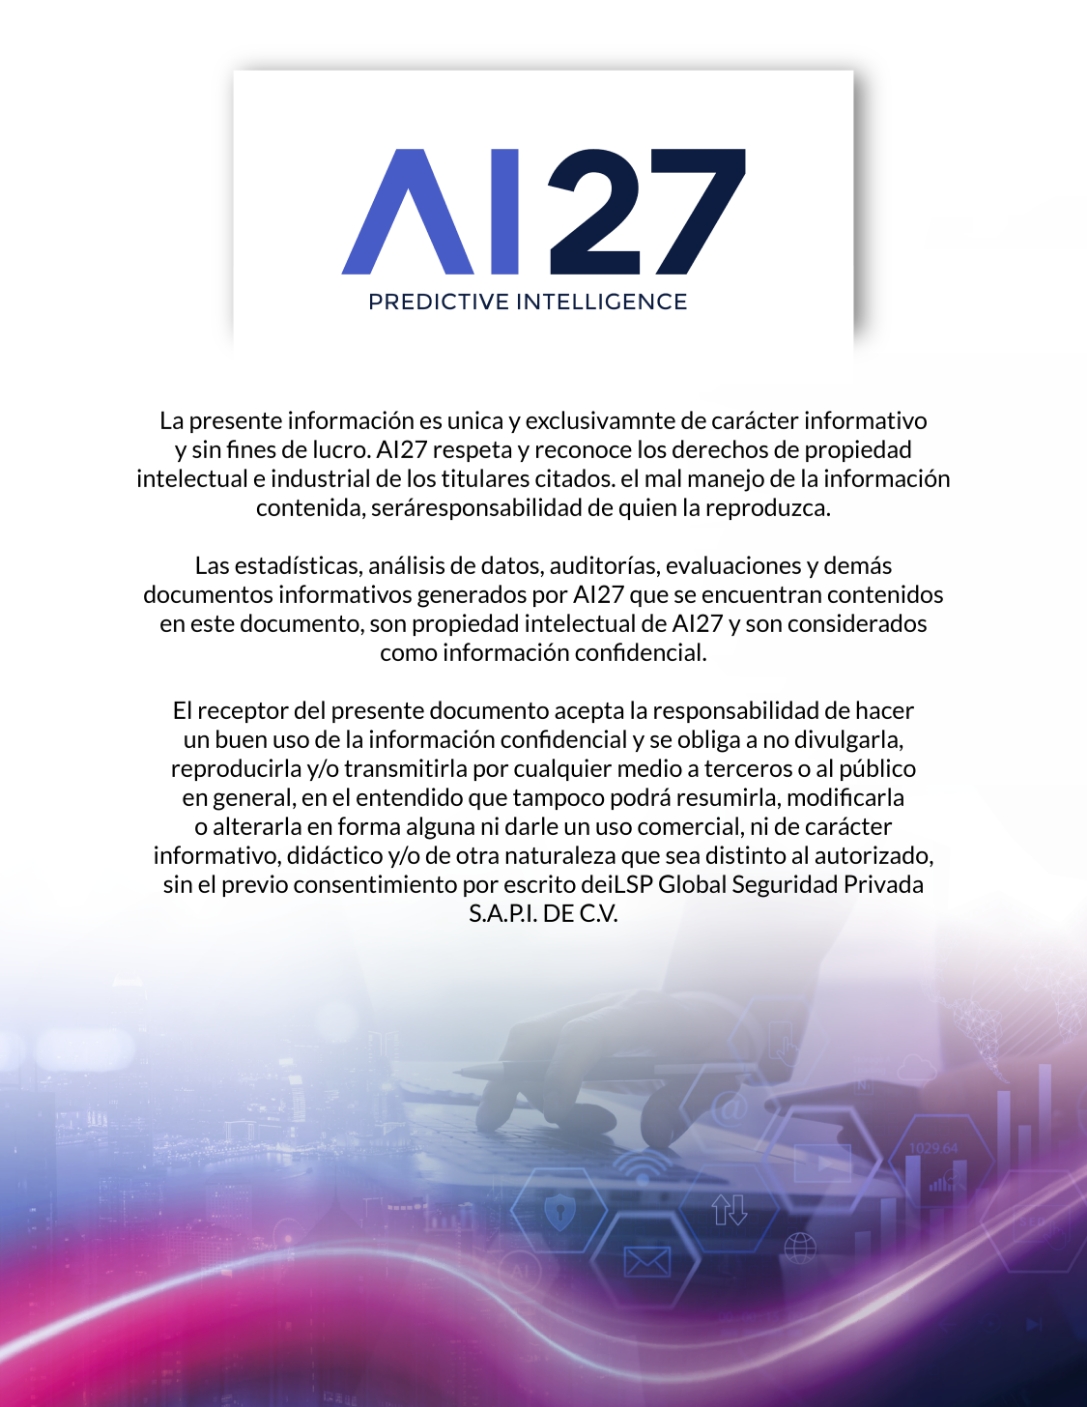 AI27
PREDICTIVE INTELLIGENCE
La presente información es unica y exclusivamnte de carácter informativo
y sin fines de lucro. AI27 respeta y reconoce los derechos de propiedad
intelectual e industrial de los titulares citados. el mal manejo de la información
contenida, seráresponsabilidad de quien la reproduzca.
Las estadísticas, análisis de datos, auditorías, evaluaciones y demás
documentos informativos generados por AI27 que se encuentran contenidos
en este documento, son propiedad intelectual de AI27 y son considerados
como información confidencial.
El receptor del presente documento acepta la responsabilidad de hacer
un buen uso de la información confidencial y se obliga a no divulgarla,
reproducirla y/o transmitirla por cualquier medio a terceros o al público
en general, en el entendido que tampoco podrá resumirla, modificarla
o alterarla en forma alguna ni darle un uso comercial, ni de carácter
informativo, didáctico y/o de otra naturaleza que sea distinto al autorizado,
sin el previo consentimiento por escrito deiLSP Global Seguridad Privada
S.A.P.I. DE C.V.
@
1029.64
AI